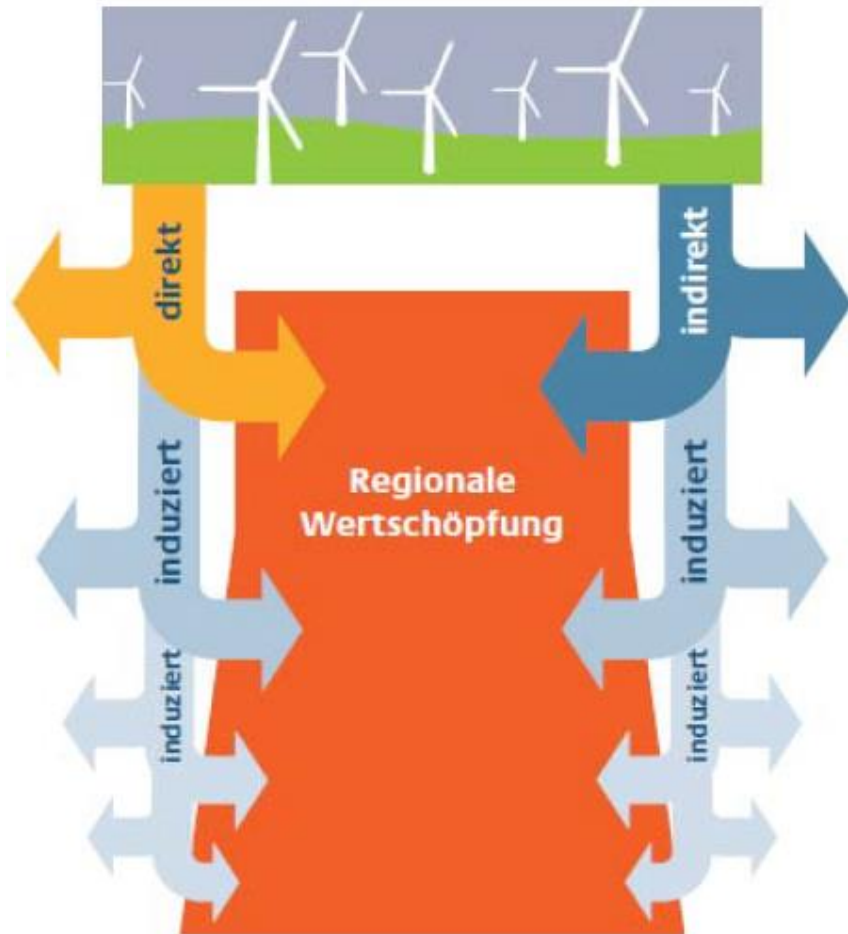 direkt
indirekt
Regionale
Wertschöpfung
induziert
induziert
induziert
induziert